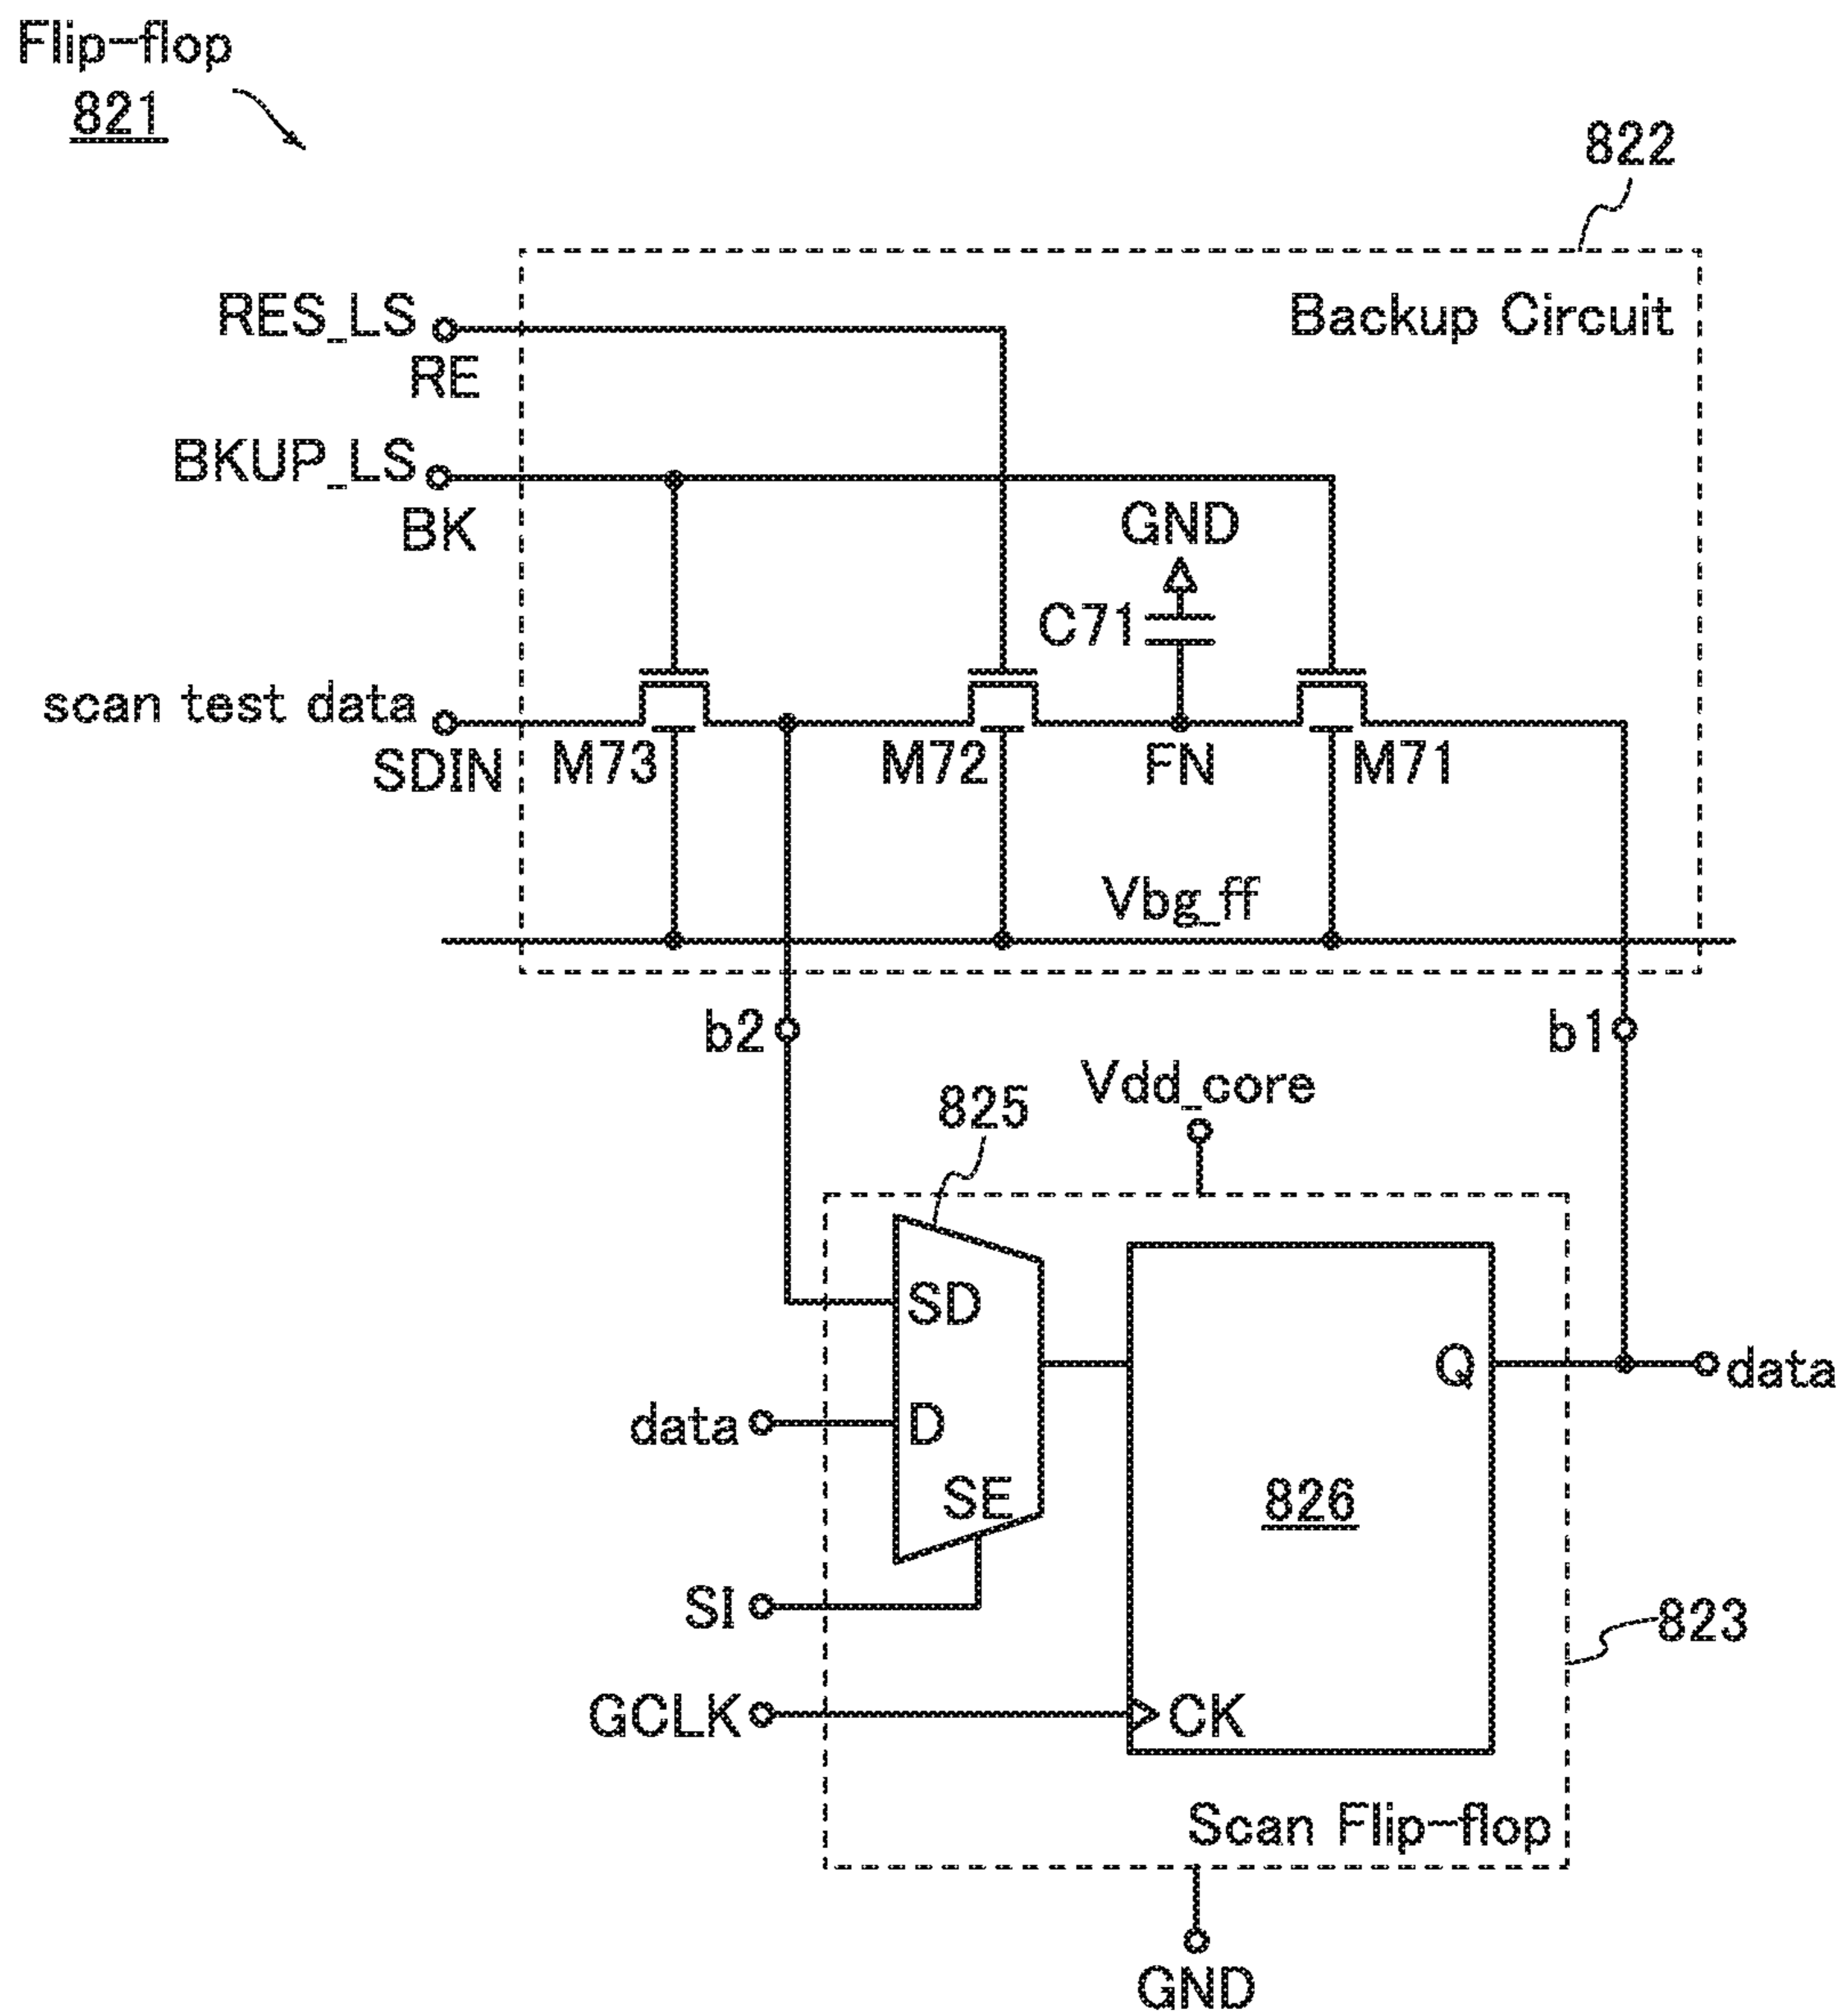 Flip-flop
821
822
Backup Circuit
RES_LS
RE
BKUP_LS
BK
GND
C71
scan test data
SDIN
M73
M72
FN
M71
Vbg_ff
b2
b1
Vdd_core
825
SD
Q
data
data
D
SE
826
SI
823
GCLK
CK
Scan Flip-flop
GND